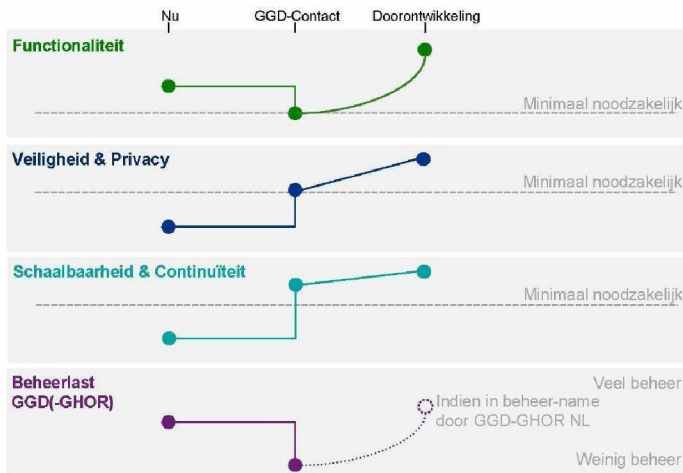 Nu GGD-Contact Doorontwikkeling
Functionaliteit
Minimaal noodzakelijk
Veiligheid & Privacy
Minimaal noodzakelijk
Schaalbaarheid & Continuïteit
Minimaal noodzakelijk
Beheerlast
GGD(-GHOR)
Veel beheer
Indien in beheer-name
door GGD-GHOR NL
Weinig beheer